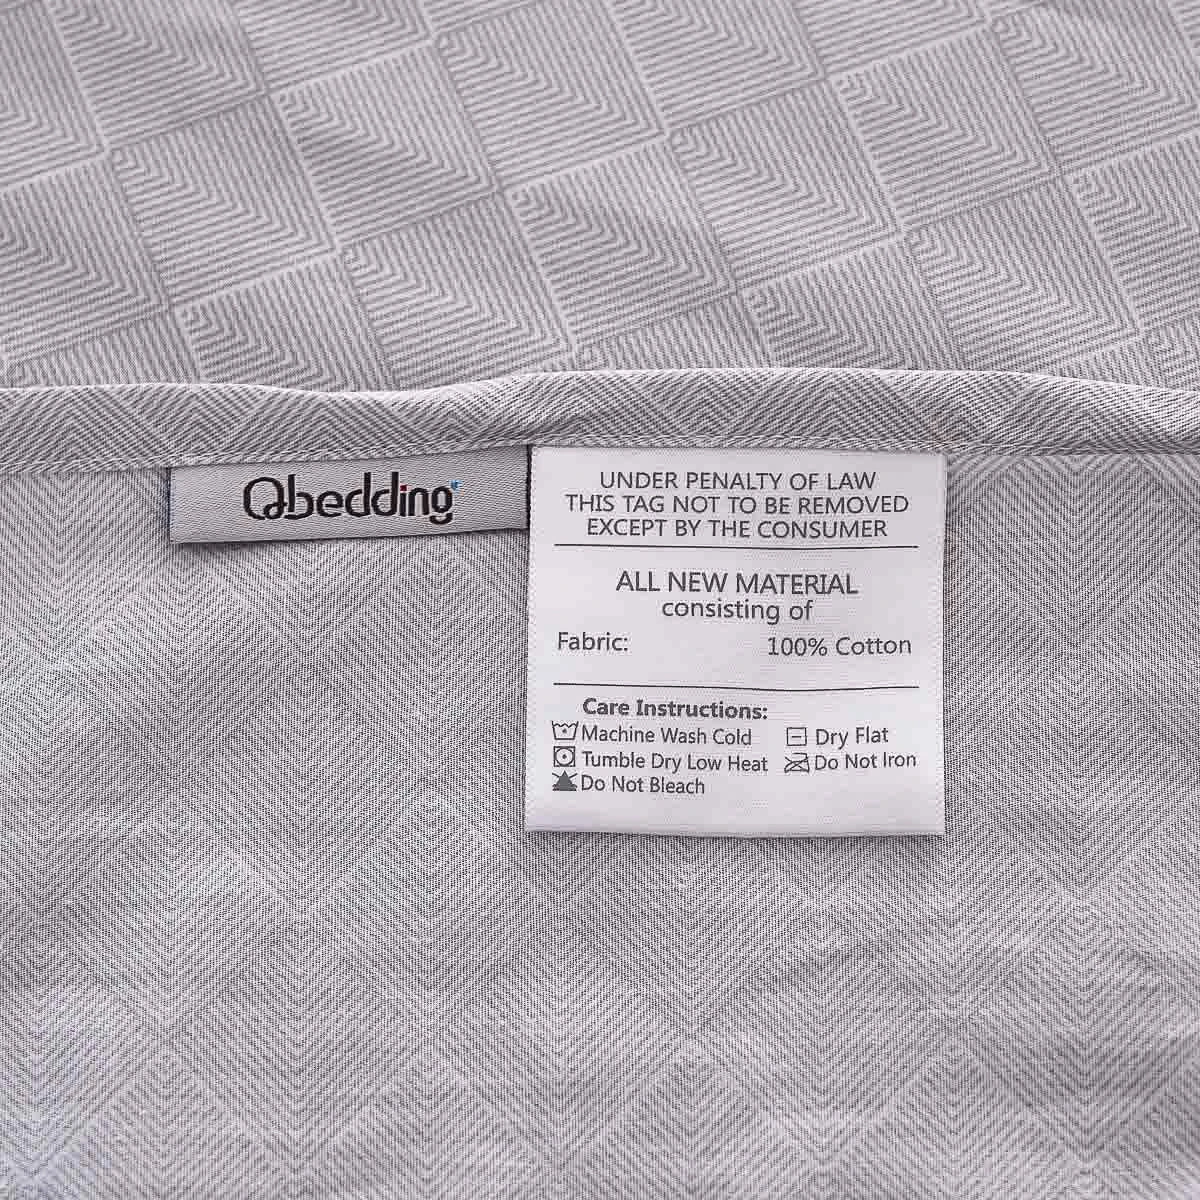 Qbedding
UNDER PENALTY OF LAW
THIS TAG NOT TO BE REMOVED
EXCEPT BY THE CONSUMER
ALL NEW MATERIAL
consisting of
Fabric: 100% Cotton
Care Instructions:
Machine Wash Cold Dry Flat
Tumble Dry Low Heat Do Not Iron
Do Not Bleach